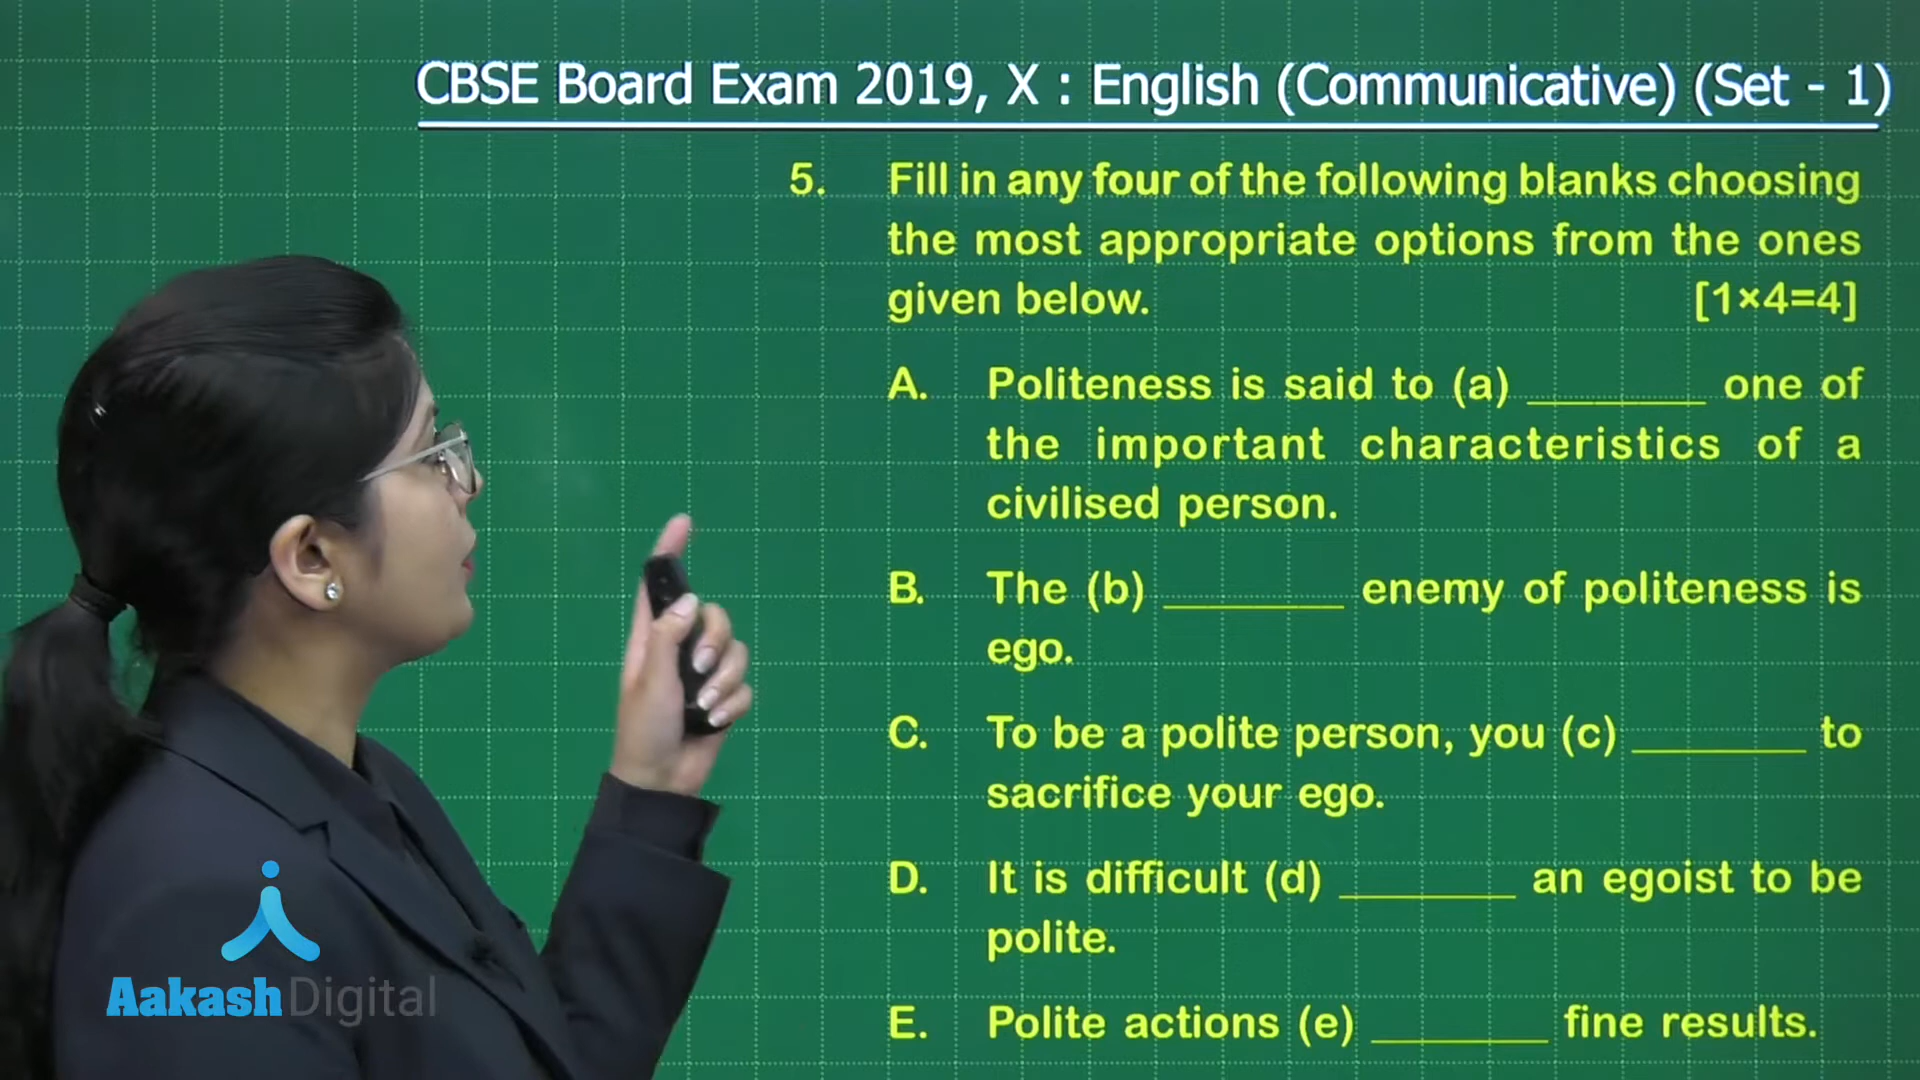 CBSE Board Exam 2019, X : English (Communicative) (Set - 1)
5. Fill in any four of the following blanks choosing
the most appropriate options from the ones
given below. [1×4=4]
A. Politeness is said to (a) ________ one of
the important characteristics of a
civilised person.
B. The (b) ________ enemy of politeness is
ego.
C. To be a polite person, you (c) ________ to
sacrifice your ego.
D. It is difficult (d) ________ an egoist to be
polite.
E. Polite actions (e) ________ fine results.
Aakash Digital